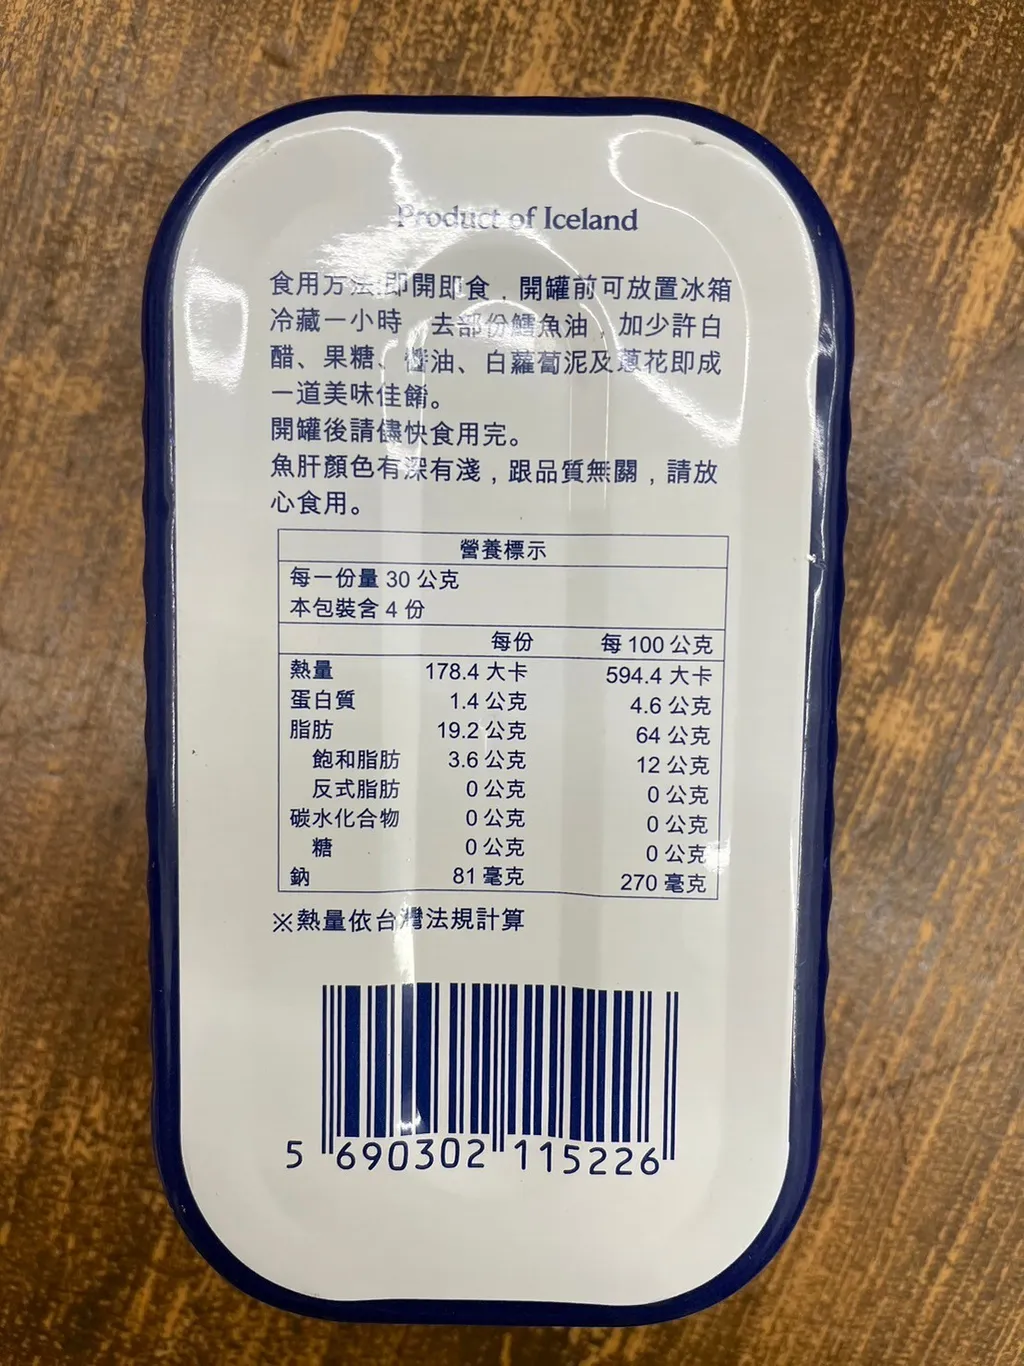 Product of Iceland
食用方法:即開即食，開罐前可放置冰箱
冷藏一小時，去部份鱈魚油，加少許白
醋、果糖、醬油、白蘿蔔泥及蔥花即成
一道美味佳餚。
開罐後請儘快食用完。
魚肝顏色有深有淺，跟品質無關，請放
心食用。
營養標示
每一份量 30 公克
本包裝含 4 份
每份 每 100 公克
熱量 178.4 大卡 594.4 大卡
蛋白質 1.4 公克 4.6 公克
脂肪 19.2 公克 64 公克
飽和脂肪 3.6 公克 12 公克
反式脂肪 0 公克 0 公克
碳水化合物 0 公克 0 公克
糖 0 公克 0 公克
鈉 81 毫克 270 毫克
※熱量依台灣法規計算
5 690302 115226